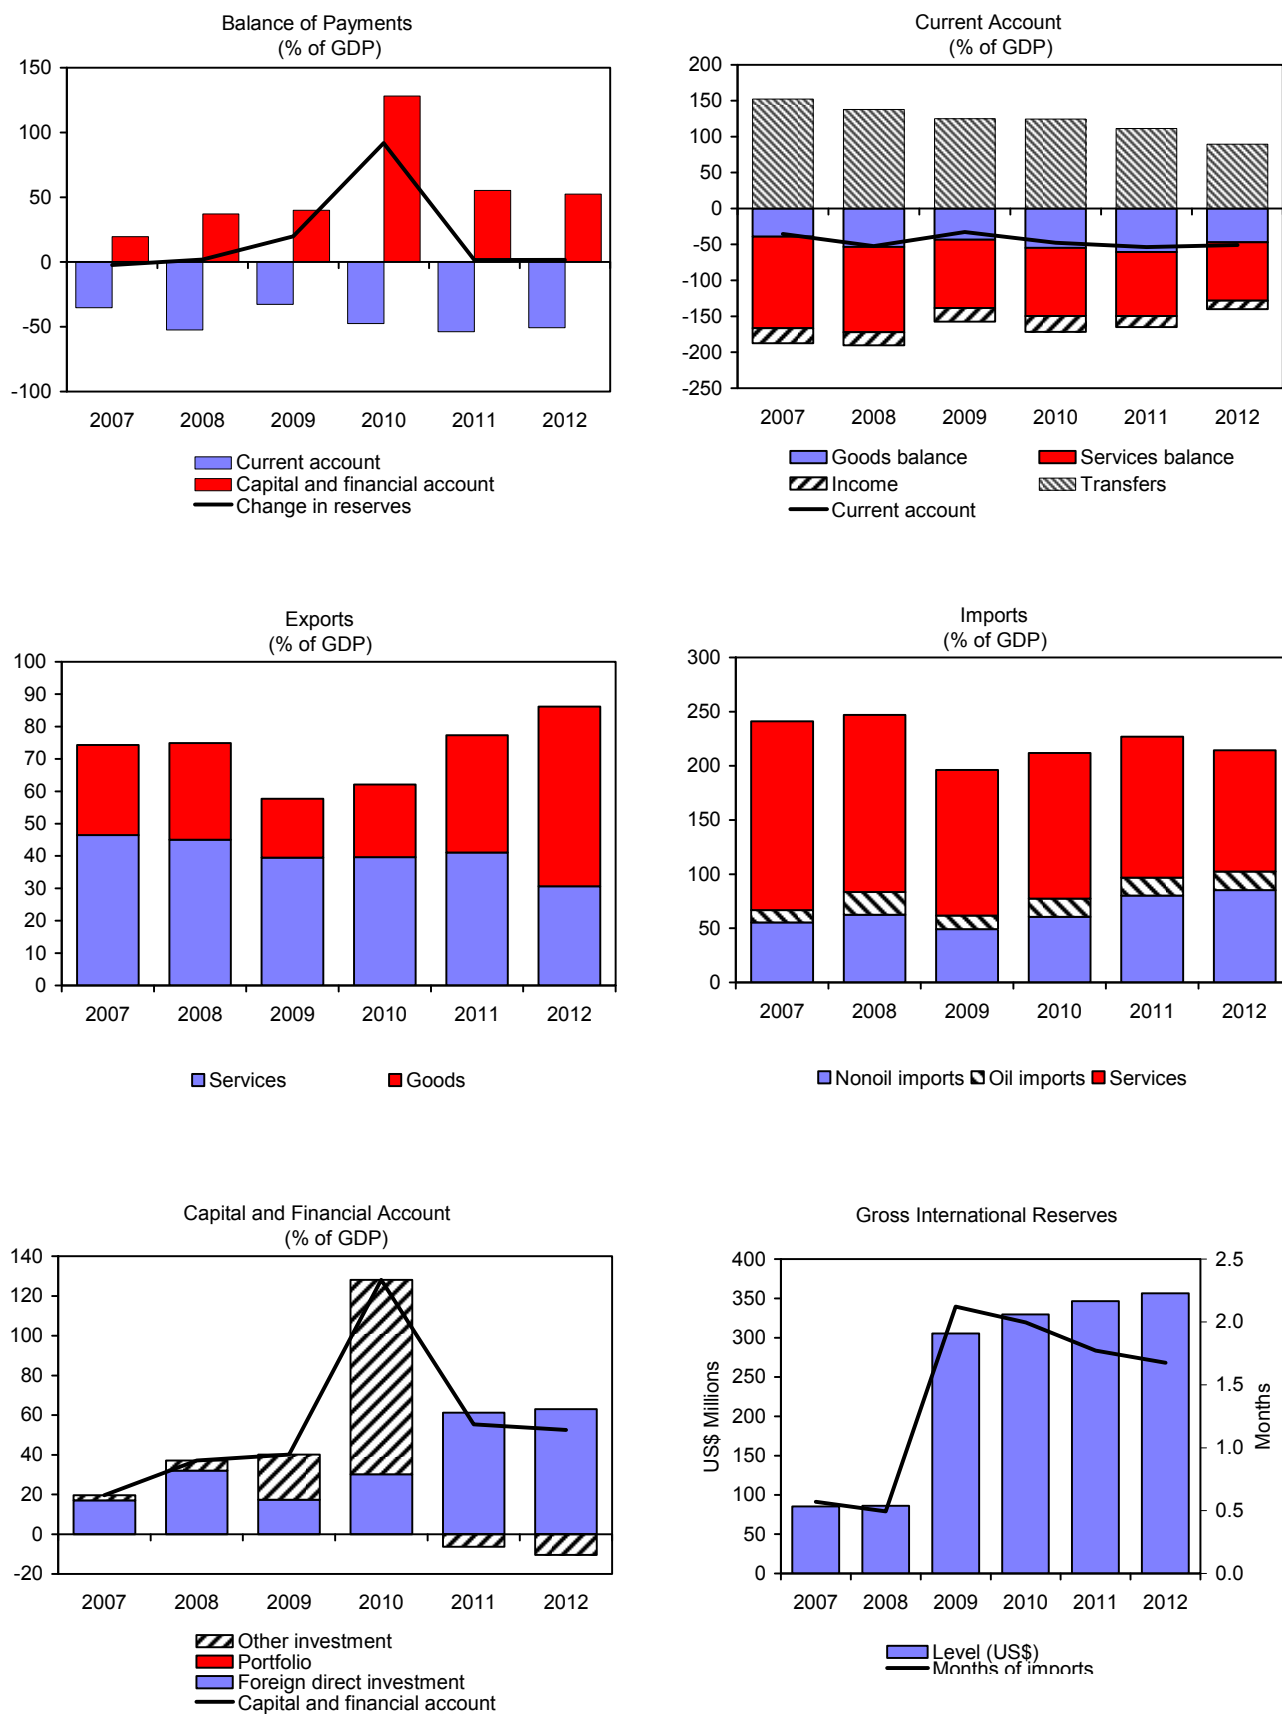 Balance of Payments
(% of GDP)
150
100
50
0
-50
-100
2007 2008 2009 2010 2011 2012
Current account
Capital and financial account
Change in reserves
Current Account
(% of GDP)
200
150
100
50
0
-50
-100
-150
-200
-250
2007 2008 2009 2010 2011 2012
Goods balance Services balance
Income Transfers
Current account
Exports
(% of GDP)
100
90
80
70
60
50
40
30
20
10
0
2007 2008 2009 2010 2011 2012
Services Goods
Imports
(% of GDP)
300
250
200
150
100
50
0
2007 2008 2009 2010 2011 2012
Nonoil imports Oil imports Services
Capital and Financial Account
(% of GDP)
140
120
100
80
60
40
20
0
-20
2007 2008 2009 2010 2011 2012
Other investment
Portfolio
Foreign direct investment
Capital and financial account
Gross International Reserves
US$ Millions
400
350
300
250
200
150
100
50
0
2.5
2.0
1.5
1.0
0.5
0.0
Months
2007 2008 2009 2010 2011 2012
Level (US$)
Months of imports